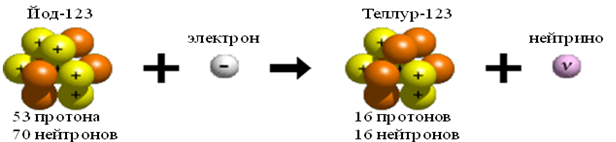 Йод-123
электрон
Теллур-123
нейтрино
+ + + + - + + + ν
53 протона
16 протонов
70 нейтронов
16 нейтронов